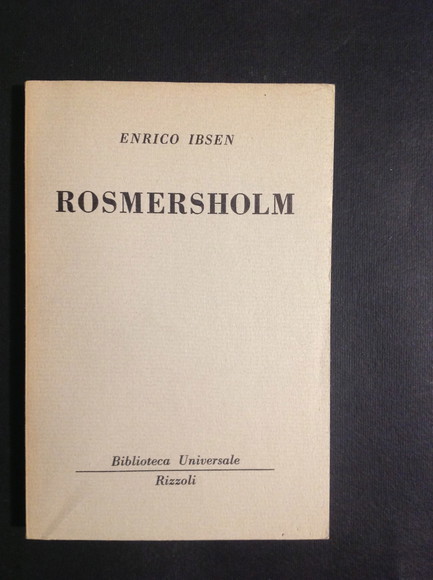 ENRICO IBSEN
ROSMERSHOLM
Biblioteca Universale
Rizzoli